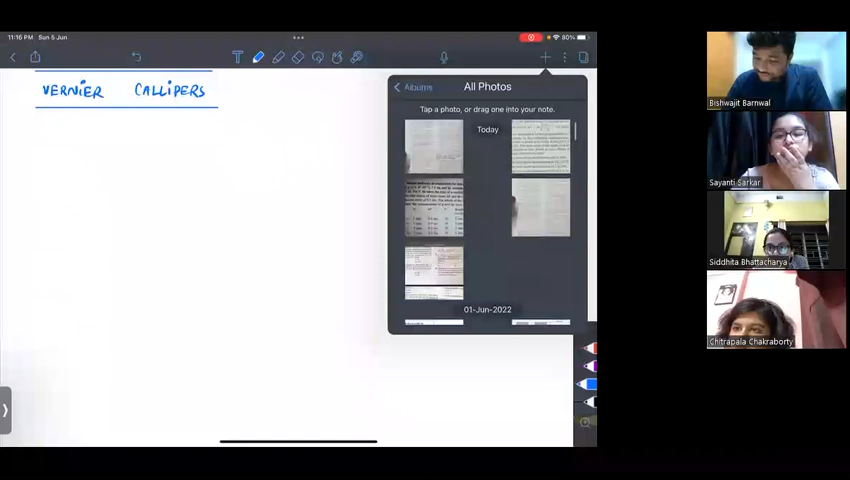 11:16 PM Sun 5 Jun
80%
VERNIER CALLIPERS
Albums
All Photos
Tap a photo, or drag one into your note.
Today
01-Jun-2022
Bishwajit Barnwal
Sayanti Sarkar
Siddhita Bhattacharya
Chitrapala Chakraborty